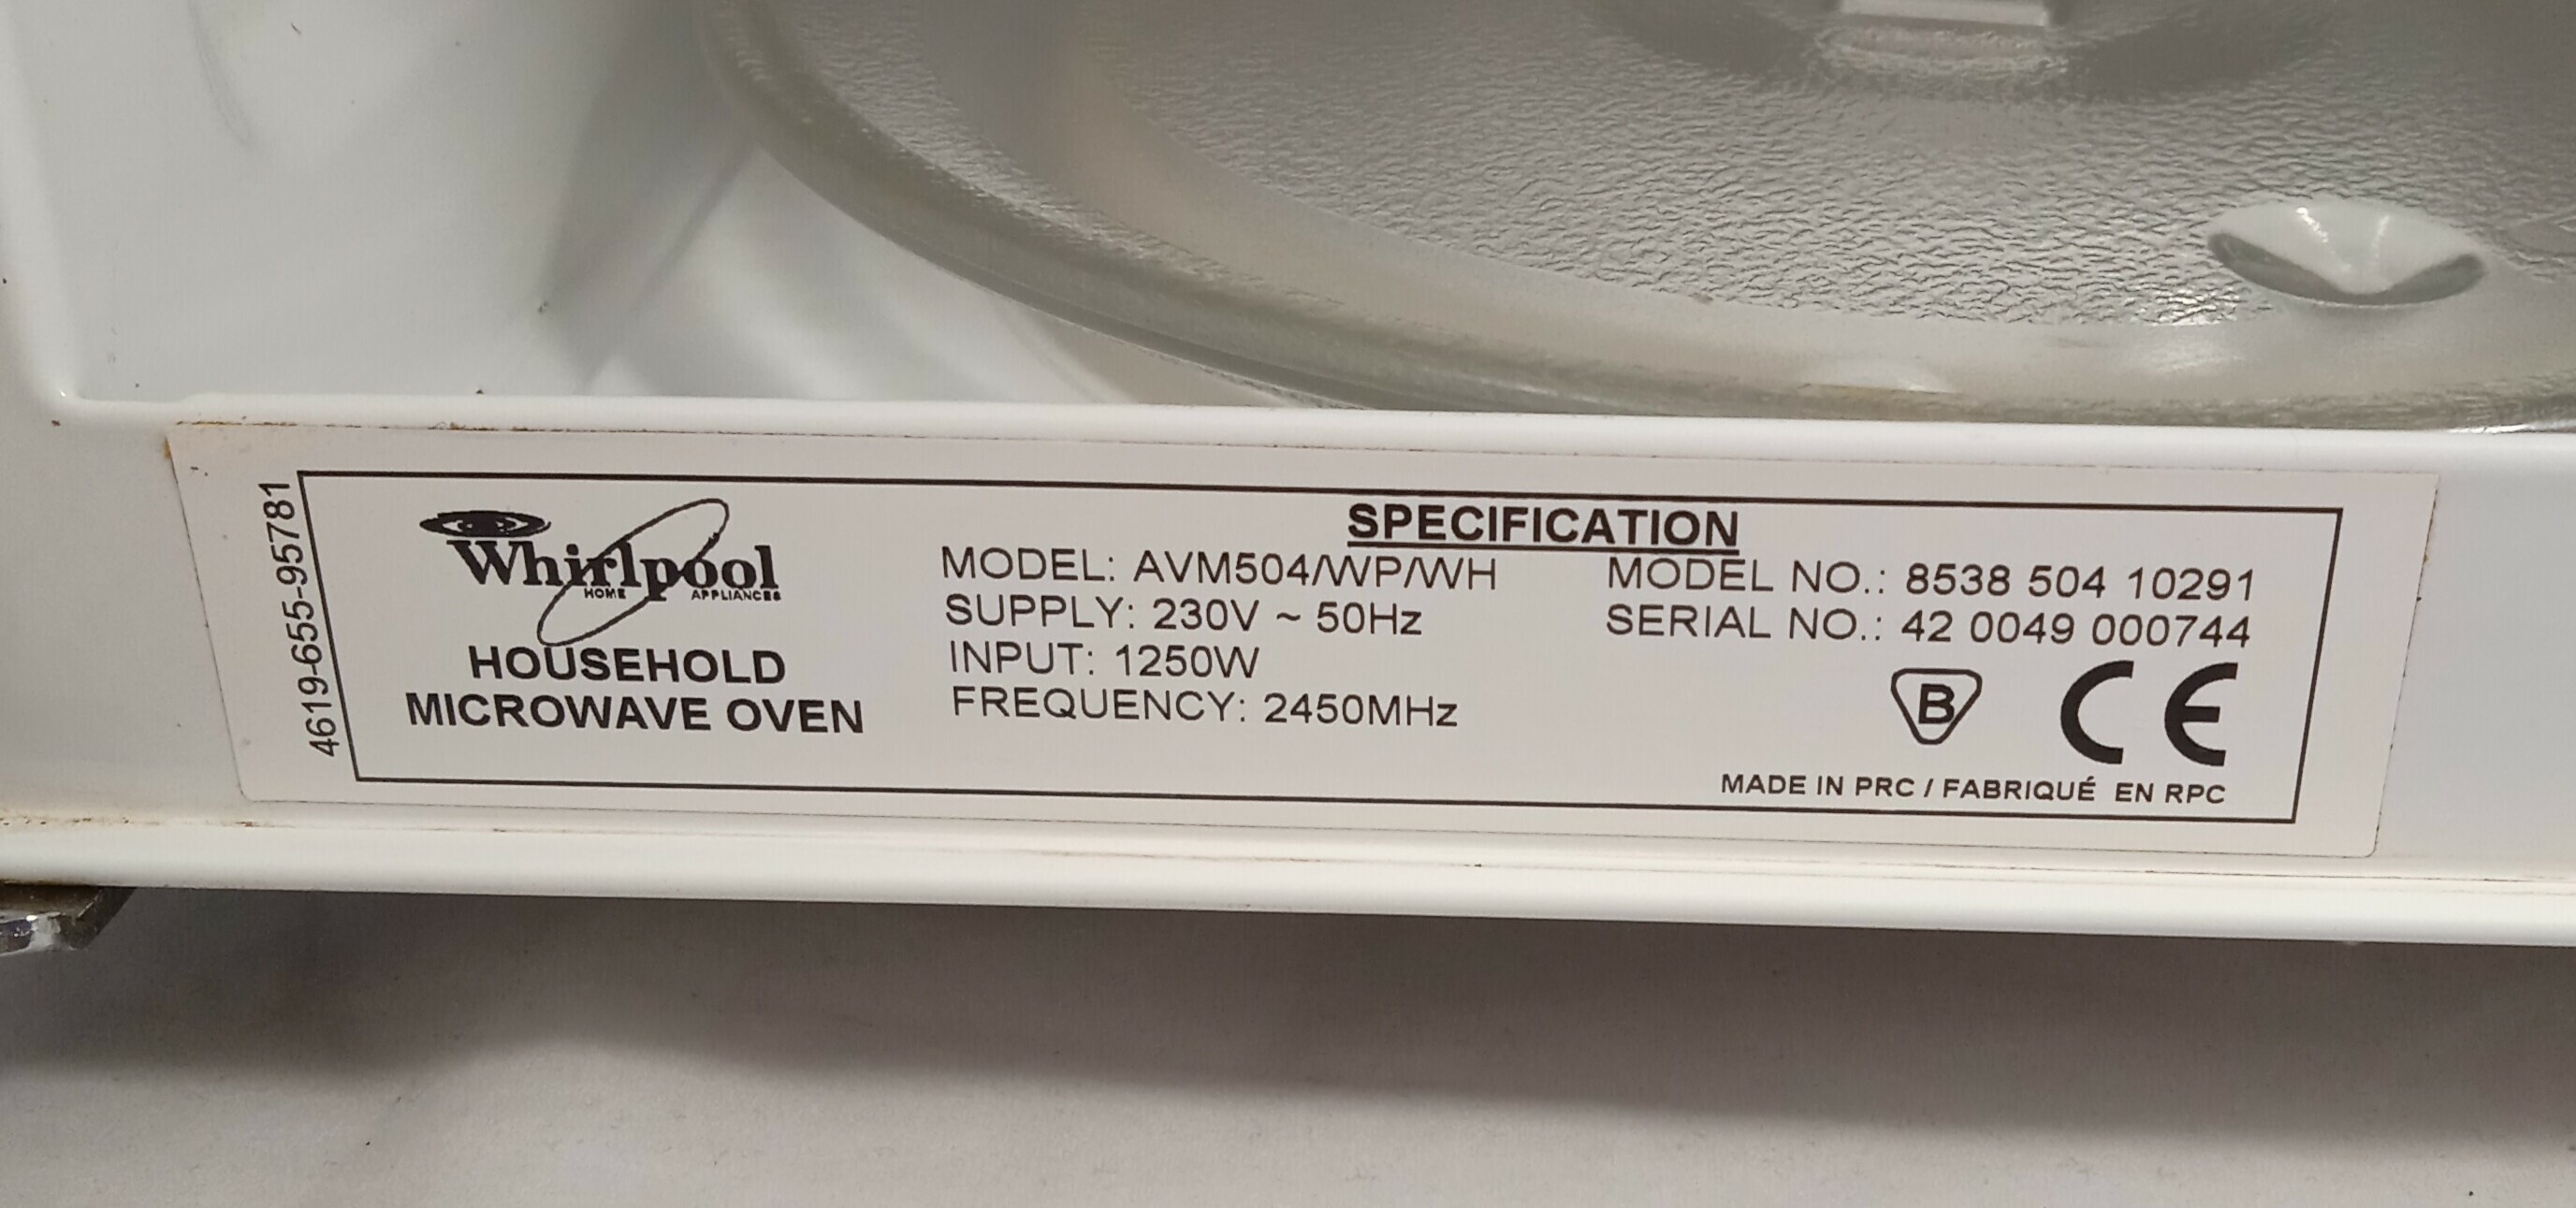 4619-655-95781
Whirlpool
HOME APPLIANCES
HOUSEHOLD
MICROWAVE OVEN
SPECIFICATION
MODEL: AVM504/WP/WH
SUPPLY: 230V ~ 50Hz
INPUT: 1250W
FREQUENCY: 2450MHz
MODEL NO.: 8538 504 10291
SERIAL NO.: 42 0049 000744
B CE
MADE IN PRC / FABRIQUÉ EN RPC